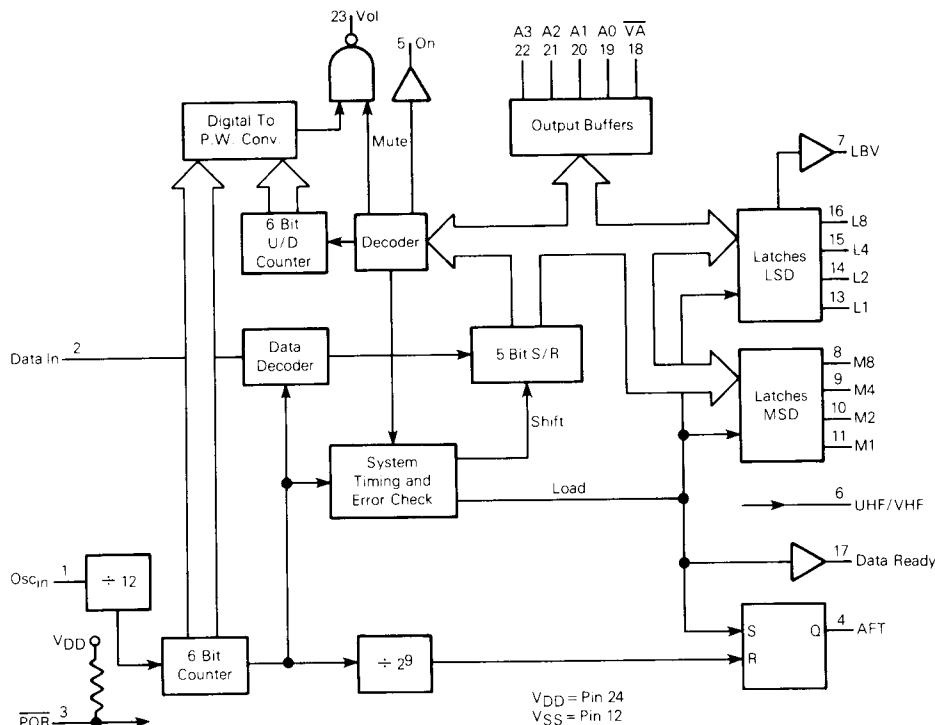 23 Vol
5 On
A3 A2 A1 A0 V̅A̅
22 21 20 19 18
Digital To
P.W. Conv.
Mute
Output Buffers
7 LBV
6 Bit
U/D
Counter
Decoder
Latches
LSD
16 L8
15 L4
14 L2
13 L1
Data In 2
Data
Decoder
5 Bit S/R
Shift
Latches
MSD
8 M8
9 M4
10 M2
11 M1
System
Timing and
Error Check
Load
6 UHF/VHF
17 Data Ready
Oscin 1
÷ 12
VDD
6 Bit
Counter
÷ 2⁹
S Q
R
4 AFT
P̅O̅R̅ 3
VDD = Pin 24
VSS = Pin 12